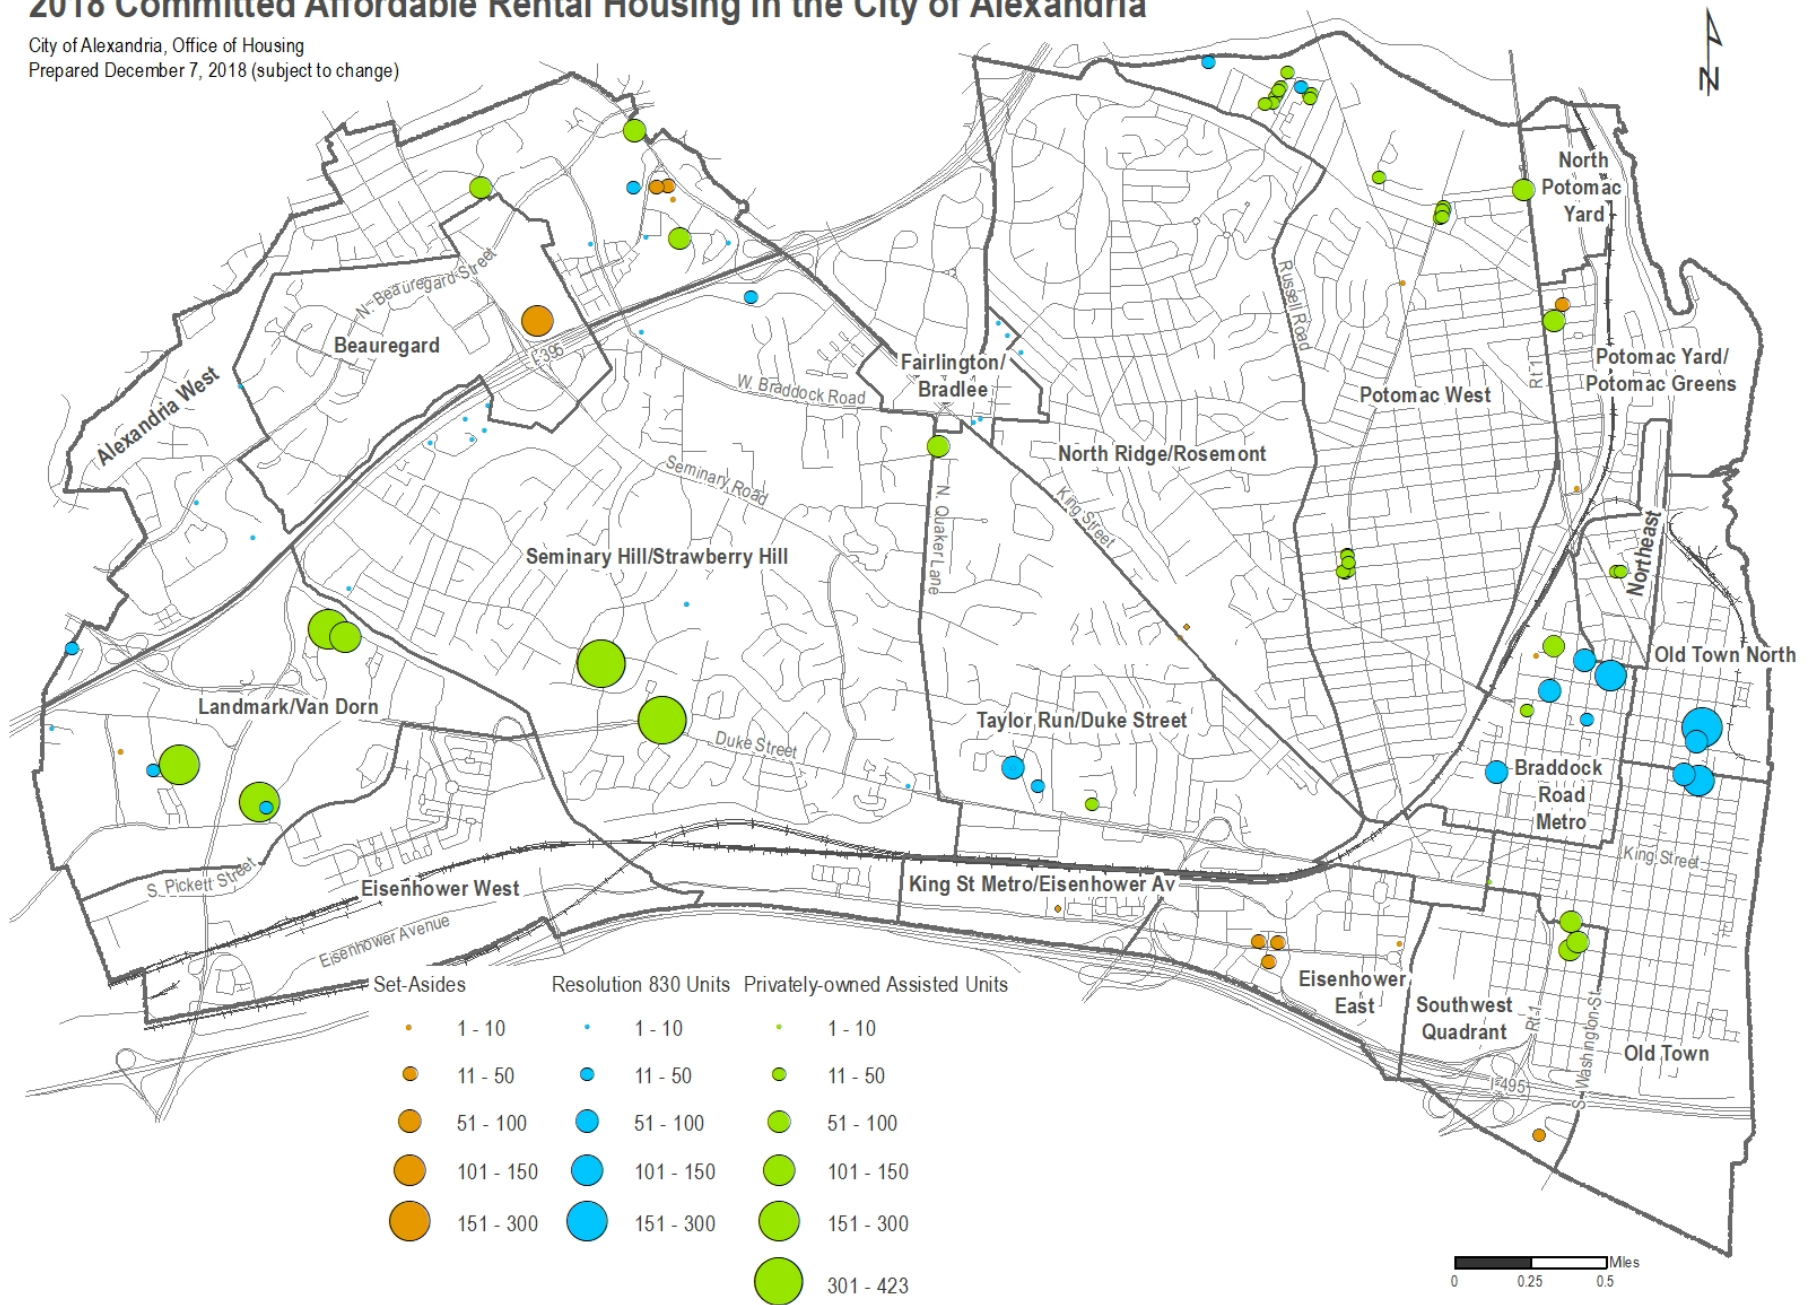 2018 Committed Affordable Rental Housing in the City of Alexandria
City of Alexandria, Office of Housing
Prepared December 7, 2018 (subject to change)
N
North
Potomac
Yard
N. Beauregard Street
Beauregard
I-395
Alexandria West
Fairlington/
Bradlee
W. Braddock Road
Russell Road
Rt 1
Potomac Yard/
Potomac Greens
Potomac West
North Ridge/Rosemont
Seminary Road
N. Quaker Lane
King Street
Seminary Hill/Strawberry Hill
Northeast
Old Town North
Landmark/Van Dorn
Taylor Run/Duke Street
Duke Street
Braddock
Road
Metro
King Street
S. Pickett Street
Eisenhower West
King St Metro/Eisenhower Av
Eisenhower Avenue
Eisenhower
East
Southwest
Quadrant
Rt 1
S. Washington St
Old Town
I-495
Set-Asides Resolution 830 Units Privately-owned Assisted Units
1 - 10 1 - 10 1 - 10
11 - 50 11 - 50 11 - 50
51 - 100 51 - 100 51 - 100
101 - 150 101 - 150 101 - 150
151 - 300 151 - 300 151 - 300
301 - 423
Miles
0 0.25 0.5